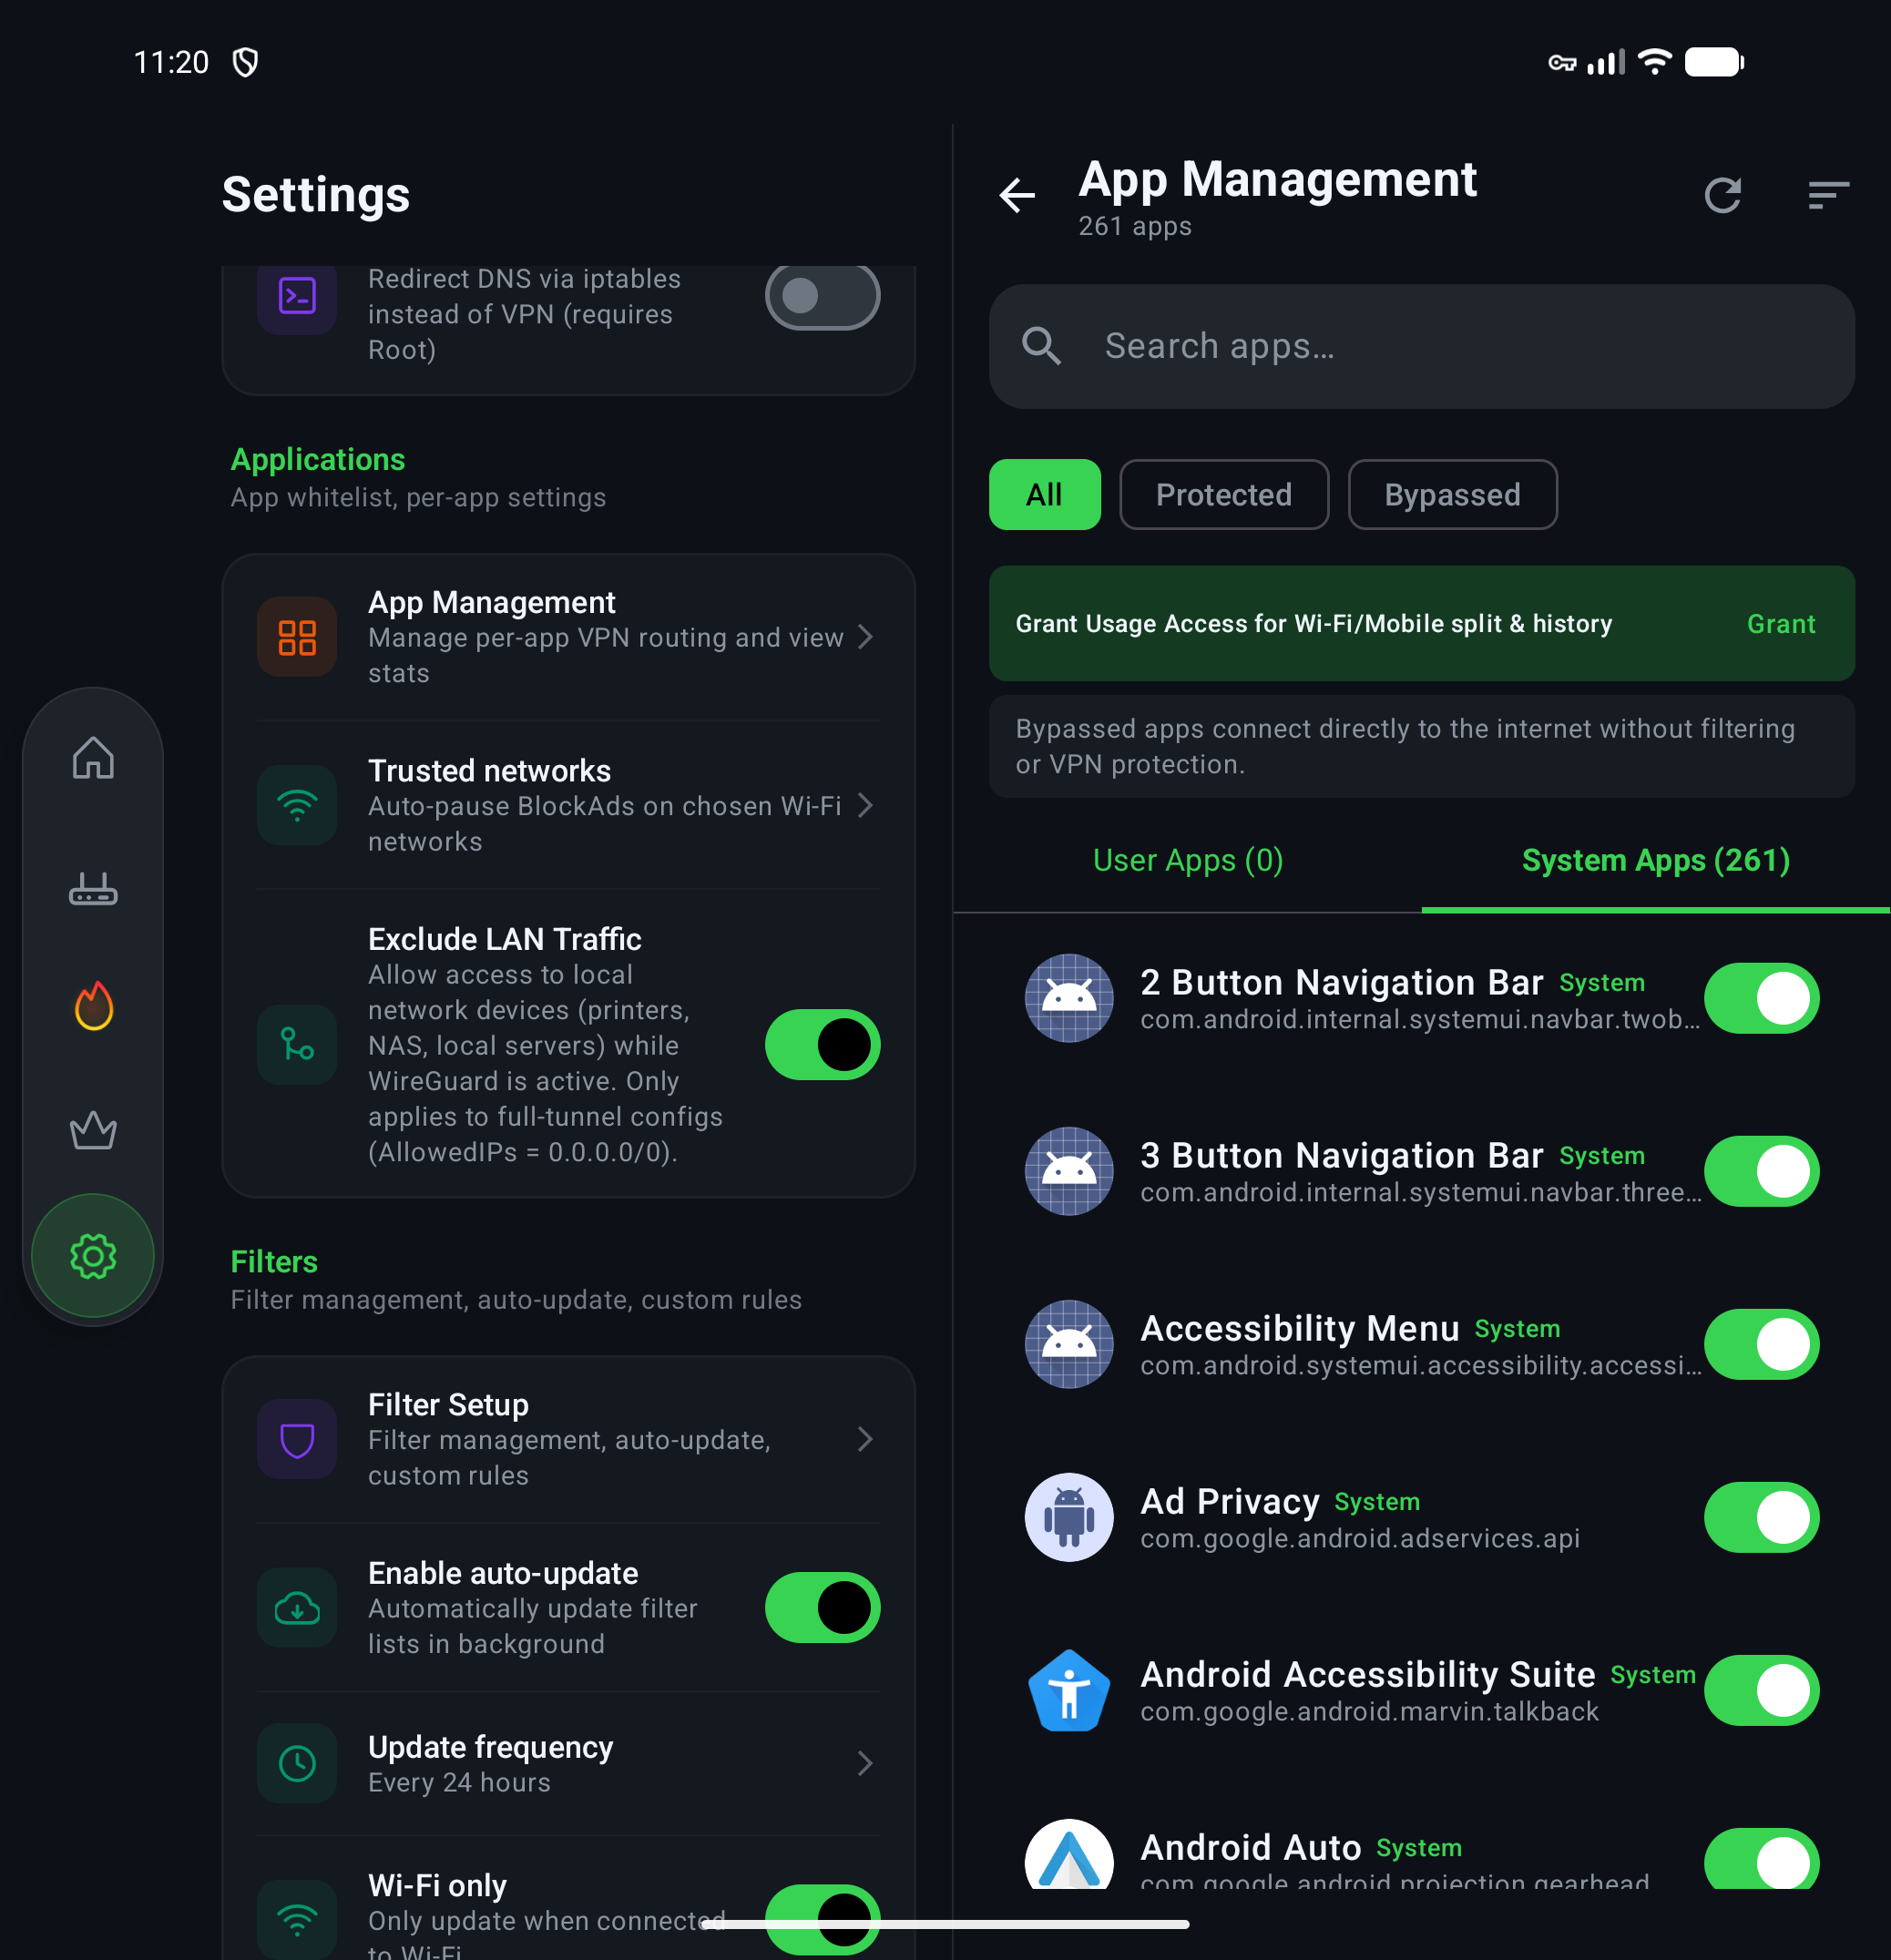 11:20
Settings
Redirect DNS via iptables
instead of VPN (requires
Root)
Applications
App whitelist, per-app settings
App Management
Manage per-app VPN routing and view
stats
Trusted networks
Auto-pause BlockAds on chosen Wi-Fi
networks
Exclude LAN Traffic
Allow access to local
network devices (printers,
NAS, local servers) while
WireGuard is active. Only
applies to full-tunnel configs
(AllowedIPs = 0.0.0.0/0).
Filters
Filter management, auto-update, custom rules
Filter Setup
Filter management, auto-update,
custom rules
Enable auto-update
Automatically update filter
lists in background
Update frequency
Every 24 hours
Wi-Fi only
Only update when connected
to Wi-Fi
App Management
261 apps
Search apps...
All
Protected
Bypassed
Grant Usage Access for Wi-Fi/Mobile split & history
Grant
Bypassed apps connect directly to the internet without filtering
or VPN protection.
User Apps (0)
System Apps (261)
2 Button Navigation Bar System
com.android.internal.systemui.navbar.twob...
3 Button Navigation Bar System
com.android.internal.systemui.navbar.three...
Accessibility Menu System
com.android.systemui.accessibility.accessi...
Ad Privacy System
com.google.android.adservices.api
Android Accessibility Suite System
com.google.android.marvin.talkback
Android Auto System
com.google.android.projection.gearhead